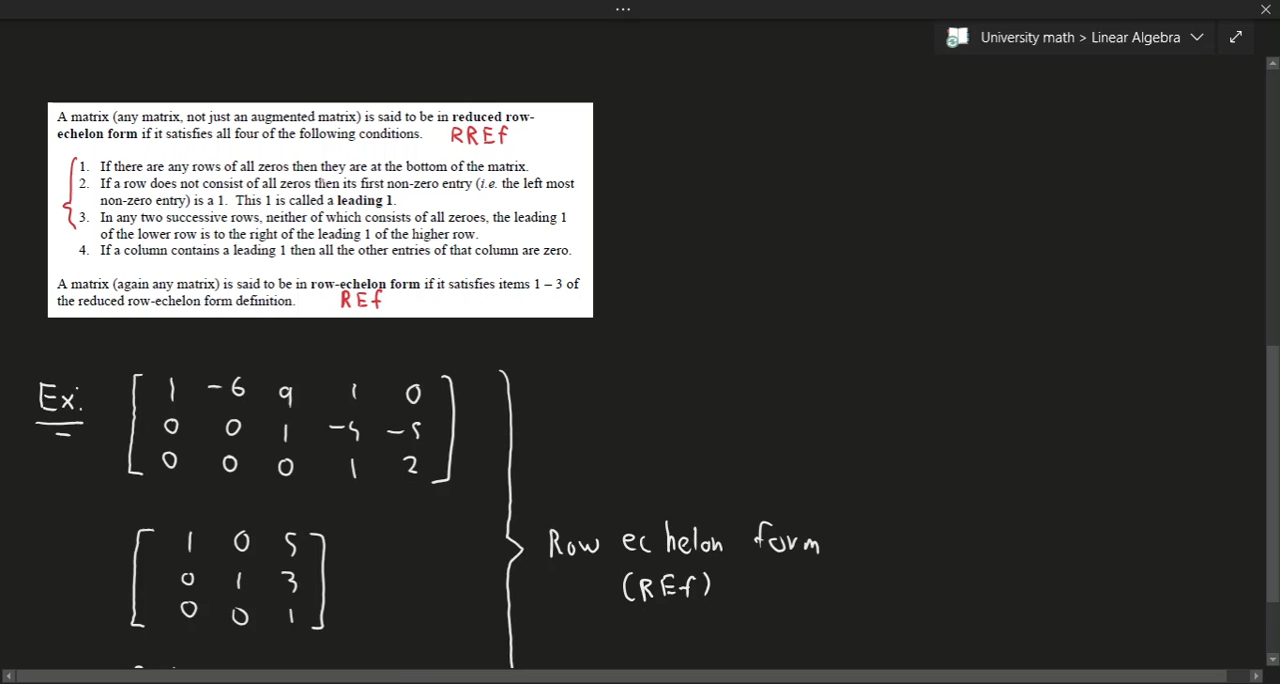 ...
University math > Linear Algebra
A matrix (any matrix, not just an augmented matrix) is said to be in reduced row-
echelon form if it satisfies all four of the following conditions. RREf
1. If there are any rows of all zeros then they are at the bottom of the matrix.
2. If a row does not consist of all zeros then its first non-zero entry (i.e. the left most
non-zero entry) is a 1. This 1 is called a leading 1.
3. In any two successive rows, neither of which consists of all zeroes, the leading 1
of the lower row is to the right of the leading 1 of the higher row.
4. If a column contains a leading 1 then all the other entries of that column are zero.
A matrix (again any matrix) is said to be in row-echelon form if it satisfies items 1 – 3 of
the reduced row-echelon form definition. REf
Ex: 1 -6 9 1 0
0 0 1 -5 -5
0 0 0 1 2
1 0 5
0 1 3
0 0 1
Row echelon form
(REf)